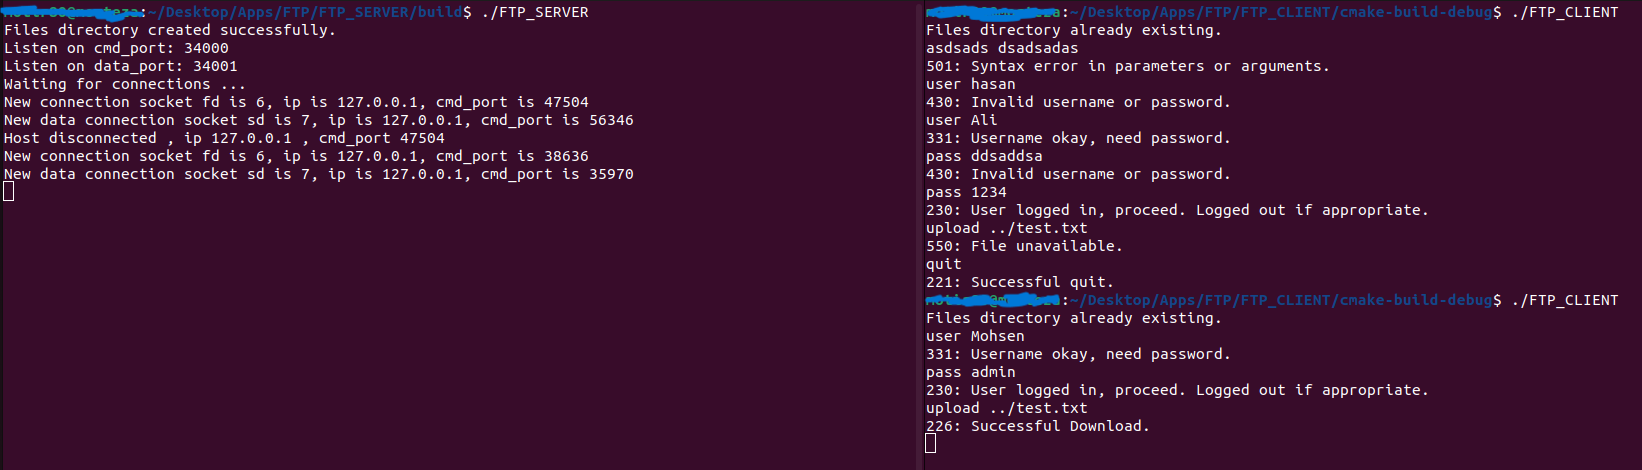 :~/Desktop/Apps/FTP/FTP_SERVER/build$ ./FTP_SERVER
Files directory created successfully.
Listen on cmd_port: 34000
Listen on data_port: 34001
Waiting for connections ...
New connection socket fd is 6, ip is 127.0.0.1, cmd_port is 47504
New data connection socket sd is 7, ip is 127.0.0.1, cmd_port is 56346
Host disconnected , ip 127.0.0.1 , cmd_port 47504
New connection socket fd is 6, ip is 127.0.0.1, cmd_port is 38636
New data connection socket sd is 7, ip is 127.0.0.1, cmd_port is 35970
:~/Desktop/Apps/FTP/FTP_CLIENT/cmake-build-debug$ ./FTP_CLIENT
Files directory already existing.
asdsads dsadsadas
501: Syntax error in parameters or arguments.
user hasan
430: Invalid username or password.
user Ali
331: Username okay, need password.
pass ddsaddsa
430: Invalid username or password.
pass 1234
230: User logged in, proceed. Logged out if appropriate.
upload ../test.txt
550: File unavailable.
quit
221: Successful quit.
:~/Desktop/Apps/FTP/FTP_CLIENT/cmake-build-debug$ ./FTP_CLIENT
Files directory already existing.
user Mohsen
331: Username okay, need password.
pass admin
230: User logged in, proceed. Logged out if appropriate.
upload ../test.txt
226: Successful Download.